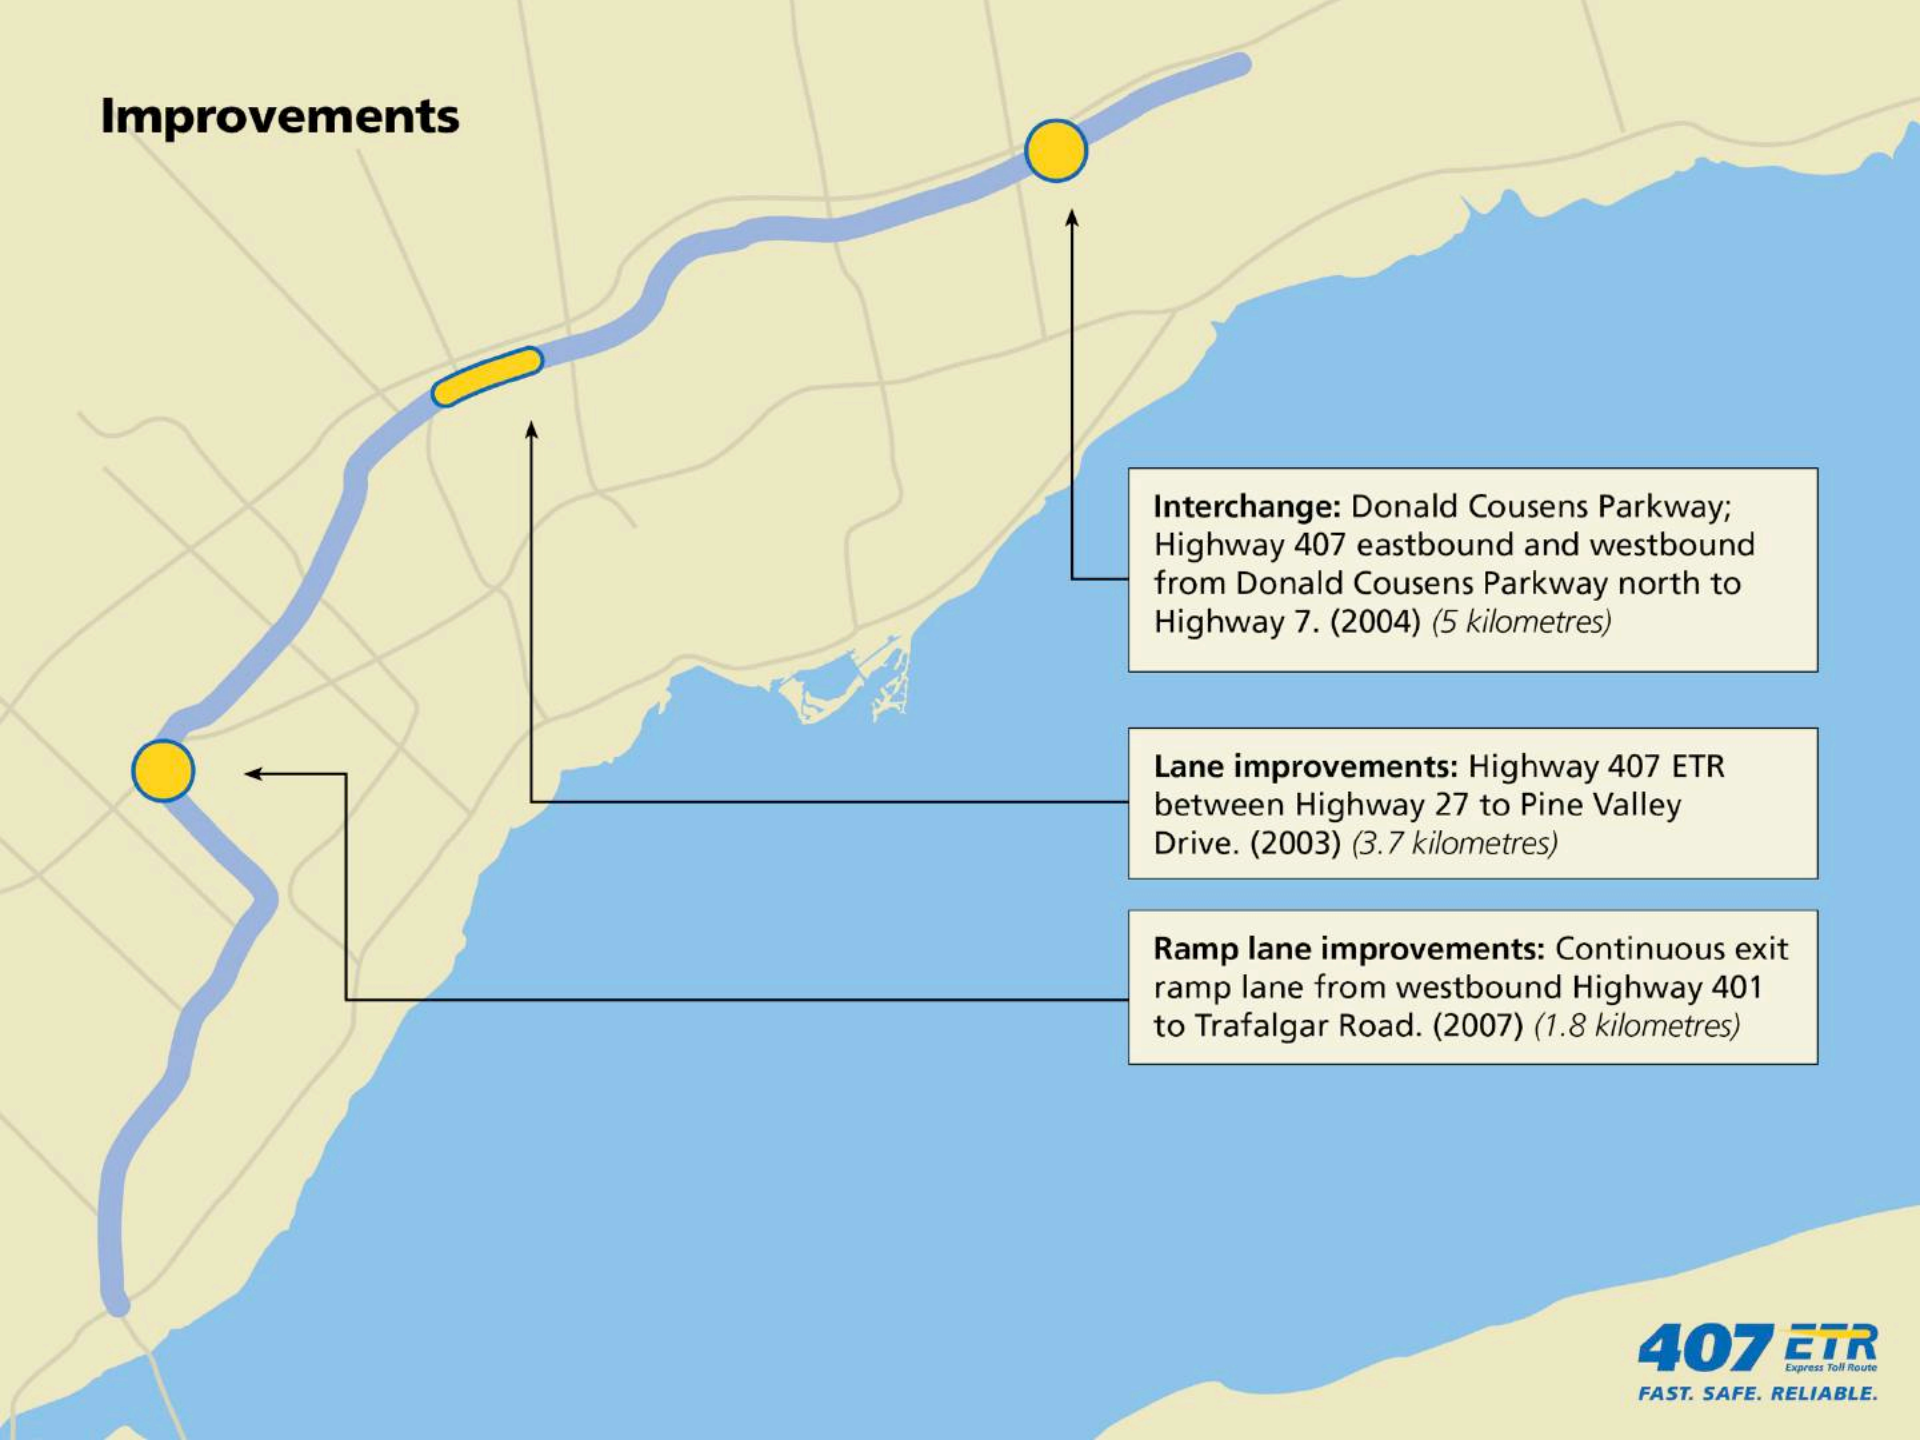 Improvements
Interchange: Donald Cousens Parkway;
Highway 407 eastbound and westbound
from Donald Cousens Parkway north to
Highway 7. (2004) (5 kilometres)
Lane improvements: Highway 407 ETR
between Highway 27 to Pine Valley
Drive. (2003) (3.7 kilometres)
Ramp lane improvements: Continuous exit
ramp lane from westbound Highway 401
to Trafalgar Road. (2007) (1.8 kilometres)
407 ETR
Express Toll Route
FAST. SAFE. RELIABLE.